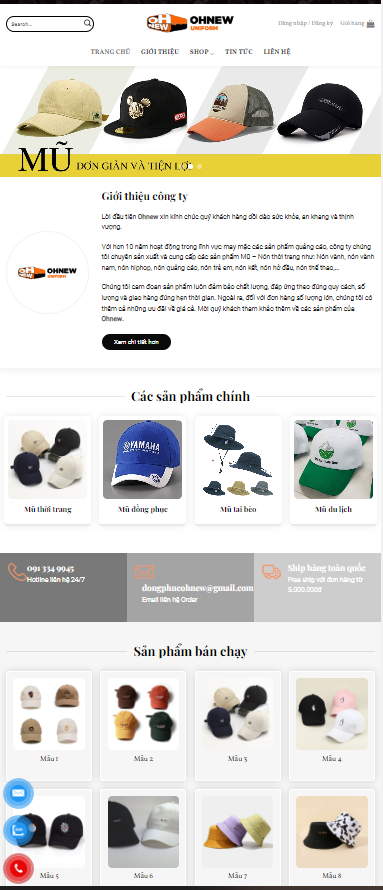 Search...
OHNEW
OHNEW
UNIFORM
Đăng nhập / Đăng ký
Giỏ hàng
TRANG CHỦ
GIỚI THIỆU
SHOP
TIN TỨC
LIÊN HỆ
MŨ ĐƠN GIẢN VÀ TIỆN LỢI
Giới thiệu công ty
Lời đầu tiên Ohnew xin kính chúc quý khách hàng dồi dào sức khỏe, an khang và thịnh
vượng.
Với hơn 10 năm hoạt động trong lĩnh vực may mặc các sản phẩm quảng cáo, công ty chúng
tôi chuyên sản xuất và cung cấp các sản phẩm Mũ – Nón thời trang như: Nón vành, nón vành
nam, nón hiphop, nón quảng cáo, nón trẻ em, nón kết, nón hở đầu, nón thể thao,…
Chúng tôi cam đoan sản phẩm luôn đảm bảo chất lượng, đáp ứng theo đúng quy cách, số
lượng và giao hàng đúng hẹn thời gian. Ngoài ra, đối với đơn hàng số lượng lớn, chúng tôi có
thêm cả những ưu đãi về giá cả. Mời quý khách tham khảo thêm về các sản phẩm của
Ohnew.
OHNEW
OHNEW
UNIFORM
Xem chi tiết hơn
Các sản phẩm chính
YAMAHA
Mũ thời trang
Mũ đồng phục
Mũ tai bèo
Mũ du lịch
091 334 9945
Hotline liên hệ 24/7
dongphucohnew@gmail.com
Email liên hệ Order
Ship hàng toàn quốc
Free ship với đơn hàng từ
5.000.000đ
Sản phẩm bán chạy
Mẫu 1
Mẫu 2
Mẫu 3
Mẫu 4
Mẫu 5
Mẫu 6
Mẫu 7
Mẫu 8